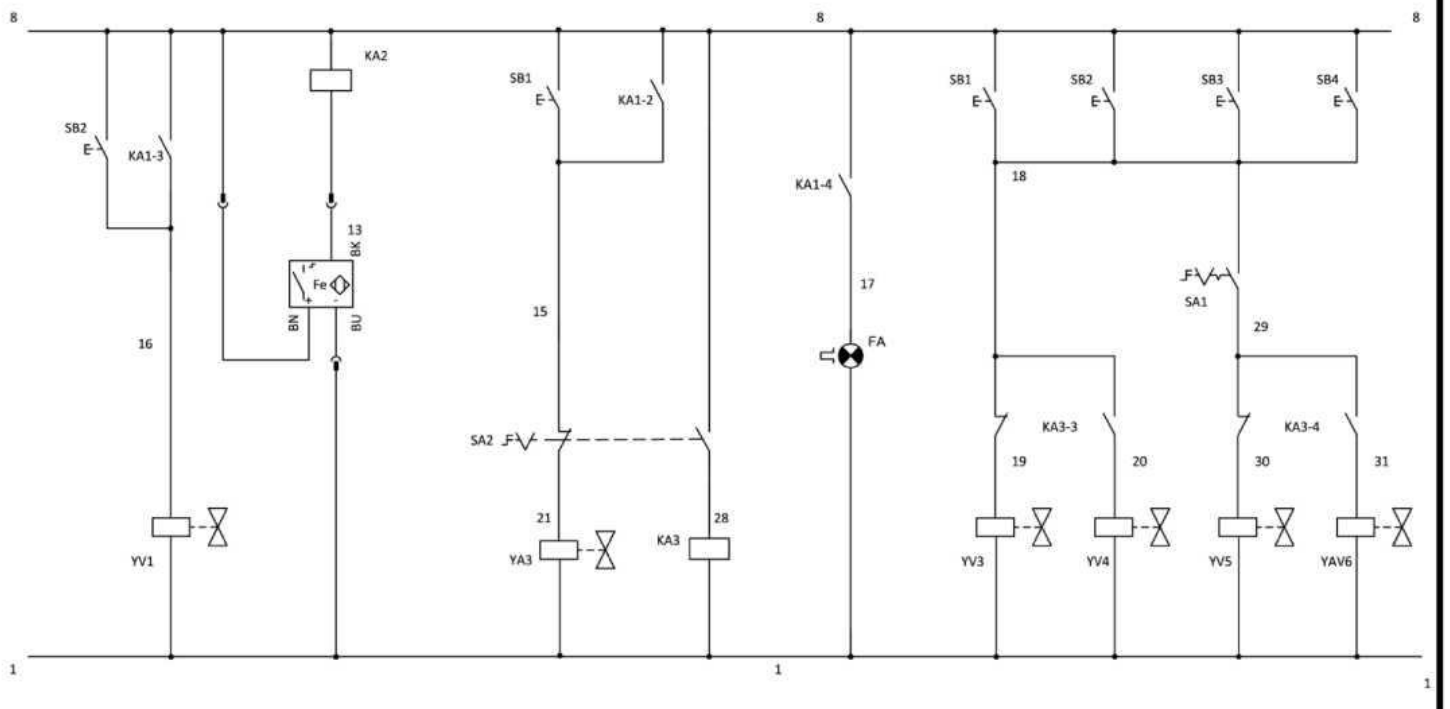 8 8 8
KA2
SB1 SB1 SB2 SB3 SB4
KA1-2
SB2
KA1-3
18
KA1-4
13
BK
Fe
+ -
BN BU
17
SA1
15
29
16
FA
SA2
KA3-3 KA3-4
19 20 30 31
21 28
YV1 YA3 KA3 YV3 YV4 YV5 YAV6
1 1 1